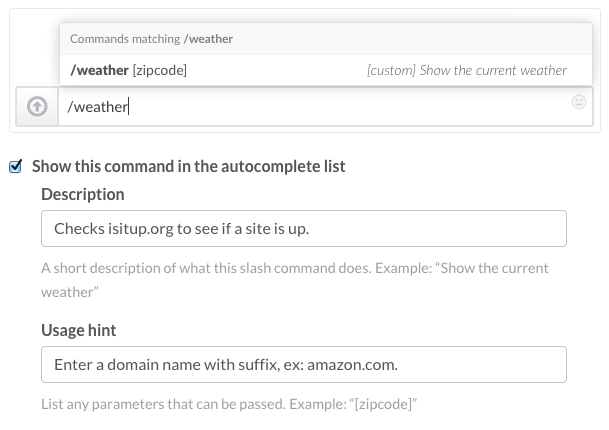 Commands matching /weather
/weather [zipcode] [custom] Show the current weather
/weather
Show this command in the autocomplete list
Description
Checks isitup.org to see if a site is up.
A short description of what this slash command does. Example: “Show the current
weather”
Usage hint
Enter a domain name with suffix, ex: amazon.com.
List any parameters that can be passed. Example: “[zipcode]”